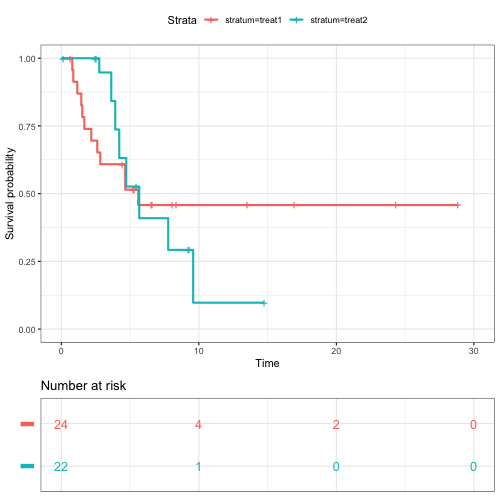 Strata stratum=treat1 stratum=treat2
Survival probability
1.00
0.75
0.50
0.25
0.00
0 10 20 30
Time
Number at risk
24 4 2 0
22 1 0 0